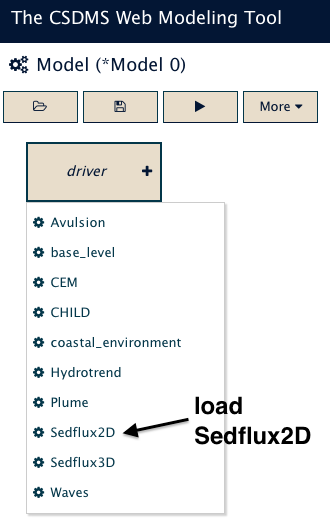 The CSDMS Web Modeling Tool
Model (*Model 0)
More
driver
Avulsion
base_level
CEM
CHILD
coastal_environment
Hydrotrend
Plume
Sedflux2D
Sedflux3D
Waves
load
Sedflux2D